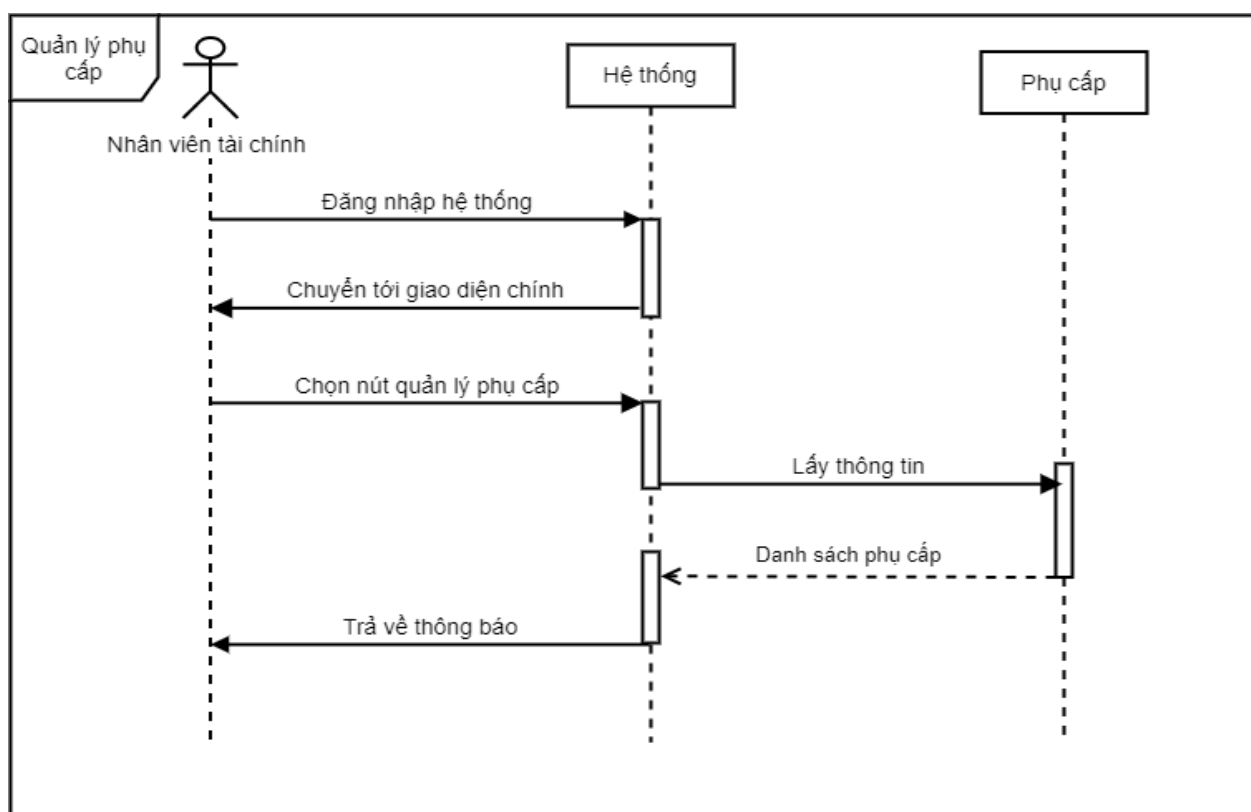 Quản lý phụ
cấp
Hệ thống
Phụ cấp
Nhân viên tài chính
Đăng nhập hệ thống
Chuyển tới giao diện chính
Chọn nút quản lý phụ cấp
Lấy thông tin
Danh sách phụ cấp
Trả về thông báo